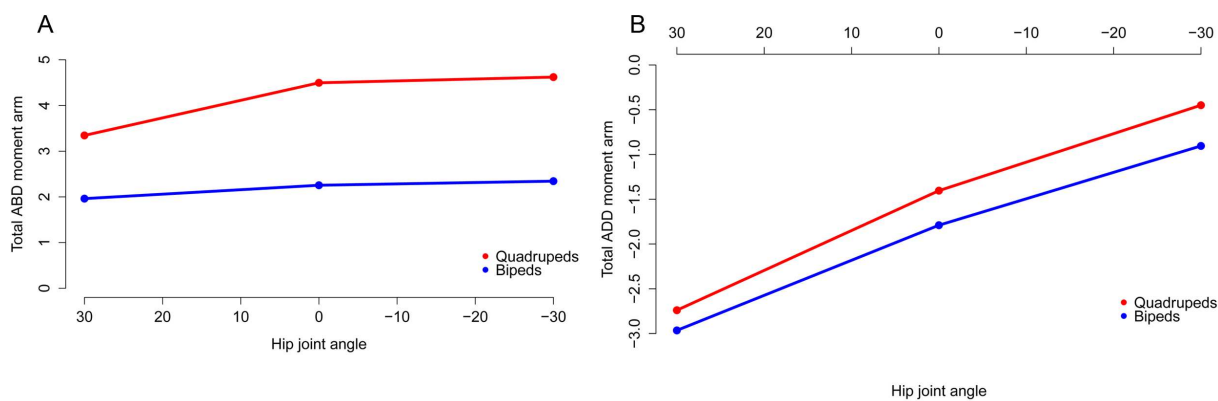 A
Total ABD moment arm
5
4
3
2
1
0
Quadrupeds
Bipeds
30 20 10 0 −10 −20 −30
Hip joint angle
B
30 20 10 0 −10 −20 −30
Total ADD moment arm
0.0
−0.5
−1.0
−1.5
−2.0
−2.5
−3.0
Quadrupeds
Bipeds
Hip joint angle